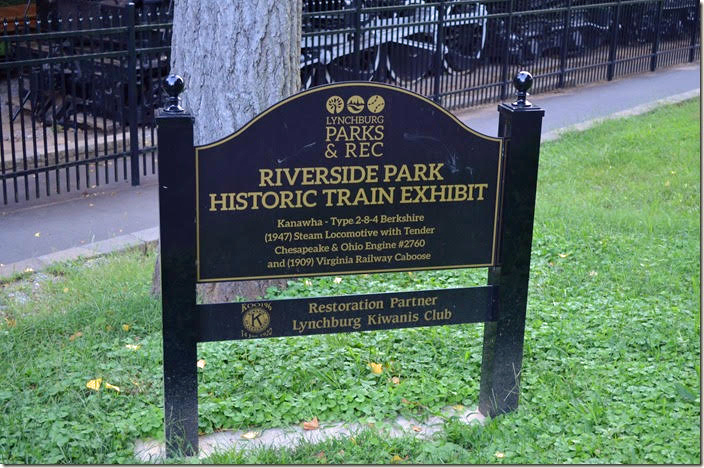 LYNCHBURG
PARKS
& REC
RIVERSIDE PARK
HISTORIC TRAIN EXHIBIT
Kanawha - Type 2-8-4 Berkshire
(1947) Steam Locomotive with Tender
Chesapeake & Ohio Engine #2760
and (1909) Virginia Railway Caboose
K
Restoration Partner
Lynchburg Kiwanis Club